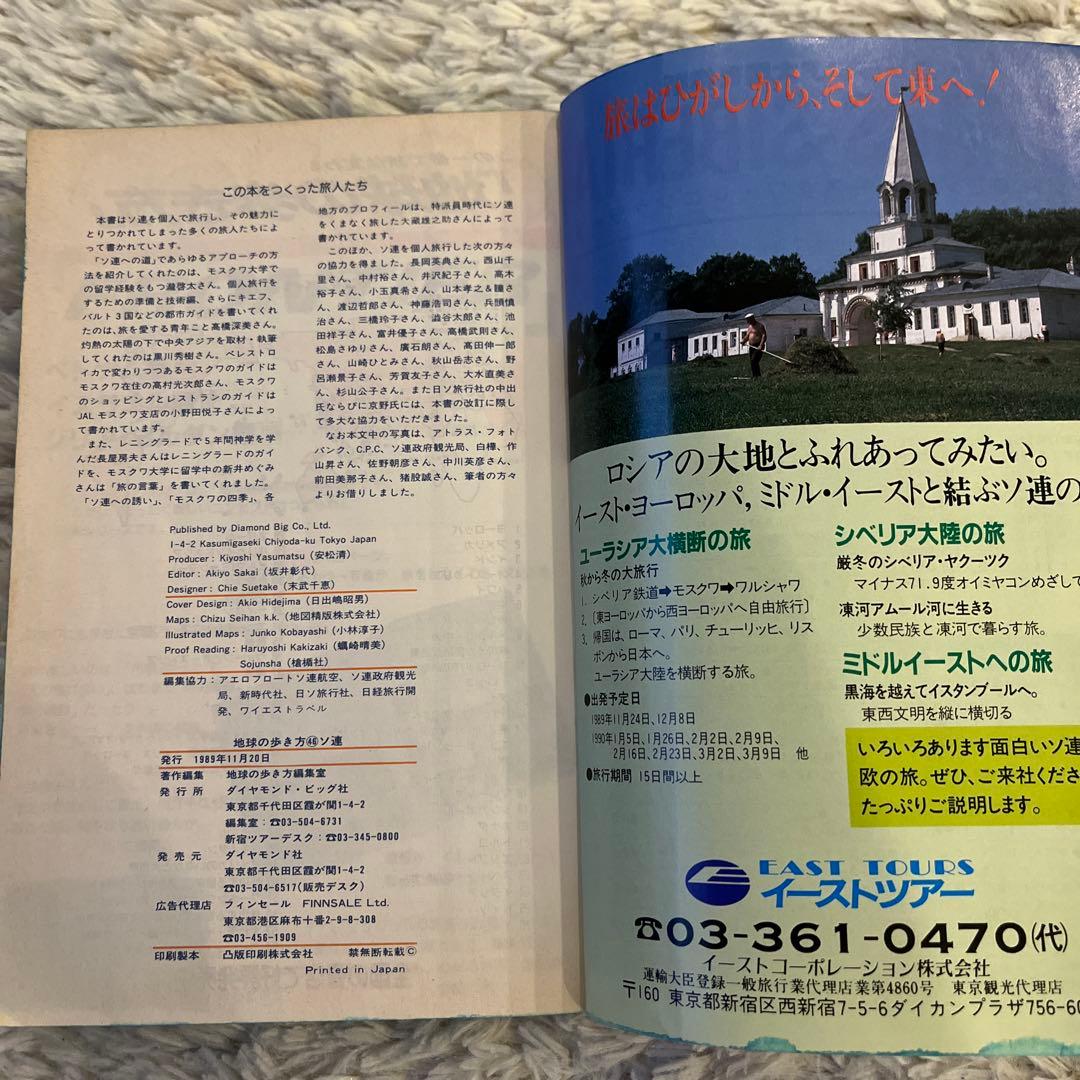 この本をつくった旅人たち
本書はソ連を個人で旅行し、その魅力に
とりつかれてしまった多くの旅人たちによ
って書かれています。
「ソ連への道」であらゆるアプローチの方
法を紹介してくれたのは、モスクワ大学で
の留学経験をもつ瀧啓太さん。個人旅行を
するための準備と技術編、さらにキエフ、
バルト3国などの都市ガイドを書いてくれ
たのは、旅を愛する青年こと高橋深美さん。
灼熱の太陽の下で中央アジアを取材・執筆
してくれたのは黒川秀樹さん。ペレストロ
イカで変わりつつあるモスクワのガイドは
モスクワ在住の高村光次郎さん、モスクワ
のショッピングとレストランのガイドは
JALモスクワ支店の小野田悦子さんによっ
て書かれています。
また、レニングラードで5年間神学を学
んだ長屋房夫さんはレニングラードのガイ
ドを、モスクワ大学に留学中の新井めぐみ
さんは「旅の言葉」を書いてくれました。
「ソ連への誘い」、「モスクワの四季」、各
地方のプロフィールは、特派員時代にソ連
をくまなく旅した大蔵雄之助さんによって
書かれています。
このほか、ソ連を個人旅行した次の方々
の協力を得ました。長岡英典さん、西山千
里さん、中村裕さん、井沢紀子さん、高木
裕子さん、小玉真希さん、山本孝之&瞳さ
ん、渡辺哲郎さん、神藤浩司さん、兵頭慎
治さん、三橋玲子さん、澁谷太郎さん、池
田祥子さん、富井優子さん、高橋武則さん、
松島さゆりさん、廣石朗さん、高田伸一郎
さん、山崎ひとみさん、秋山岳志さん、野
呂瀬景子さん、芳賀友子さん、大水直美さ
ん、杉山公子さん。また日ソ旅行社の中出
氏ならびに京野氏には、本書の改訂に際し
て多大な協力をいただきました。
なお本文中の写真は、アトラス・フォト
バンク、C.P.C、ソ連政府観光局、白樺、作
山昇さん、佐野朝彦さん、中川英彦さん、
前田美那子さん、猪股誠さん、筆者の方々
よりお借りしました。
Published by Diamond Big Co., Ltd.
1-4-2 Kasumigaseki Chiyoda-ku Tokyo Japan
Producer: Kiyoshi Yasumatsu (安松清)
Editor: Akiyo Sakai (坂井彰代)
Designer: Chie Suetake (末武千恵)
Cover Design: Akio Hidejima (日出嶋昭男)
Maps: Chizu Seihan k.k. (地図精版株式会社)
Illustrated Maps: Junko Kobayashi (小林淳子)
Proof Reading: Haruyoshi Kakizaki (蠣崎晴美)
Sojunsha (槍楯社)
編集協力：アエロフロートソ連航空、ソ連政府観光
局、新時代社、日ソ旅行社、日経旅行開
発、ワイエストラベル
地球の歩き方㊻ソ連
発行 1989年11月20日
著作編集 地球の歩き方編集室
発行所 ダイヤモンド・ビッグ社
東京都千代田区霞が関1-4-2
編集室：☎03-504-6731
新宿ツアーデスク：☎03-345-0800
発売元 ダイヤモンド社
東京都千代田区霞が関1-4-2
☎03-504-6517(販売デスク)
広告代理店 フィンセール FINNSALE Ltd.
東京都港区麻布十番2-9-8-308
☎03-456-1909
印刷製本 凸版印刷株式会社 禁無断転載Ⓒ
Printed in Japan
旅はひがしから、そして東へ!
ロシアの大地とふれあってみたい。
イースト・ヨーロッパ, ミドル・イーストと結ぶソ連の
ユーラシア大横断の旅
秋から冬の大旅行
1. シベリア鉄道➡モスクワ➡ワルシャワ
2. 〔東ヨーロッパから西ヨーロッパへ自由旅行〕
3. 帰国は、ローマ、パリ、チューリッヒ、リス
ボンから日本へ。
ユーラシア大陸を横断する旅。
●出発予定日
1989年11月24日、12月8日
1990年1月5日、1月26日、2月2日、2月9日、
2月16日、2月23日、3月2日、3月9日 他
●旅行期間 15日間以上
シベリア大陸の旅
厳冬のシベリア・ヤクーツク
マイナス71.9度オイミヤコンめざして
凍河アムール河に生きる
少数民族と凍河で暮らす旅。
ミドルイーストへの旅
黒海を越えてイスタンブールへ。
東西文明を縦に横切る
いろいろあります面白いソ連
欧の旅。ぜひ、ご来社くださ
たっぷりご説明します。
EAST TOURS
イーストツアー
☎03-361-0470(代)
イーストコーポレーション株式会社
運輸大臣登録一般旅行業代理店業第4860号 東京観光代理店
〒160 東京都新宿区西新宿7-5-6ダイカンプラザ756-60